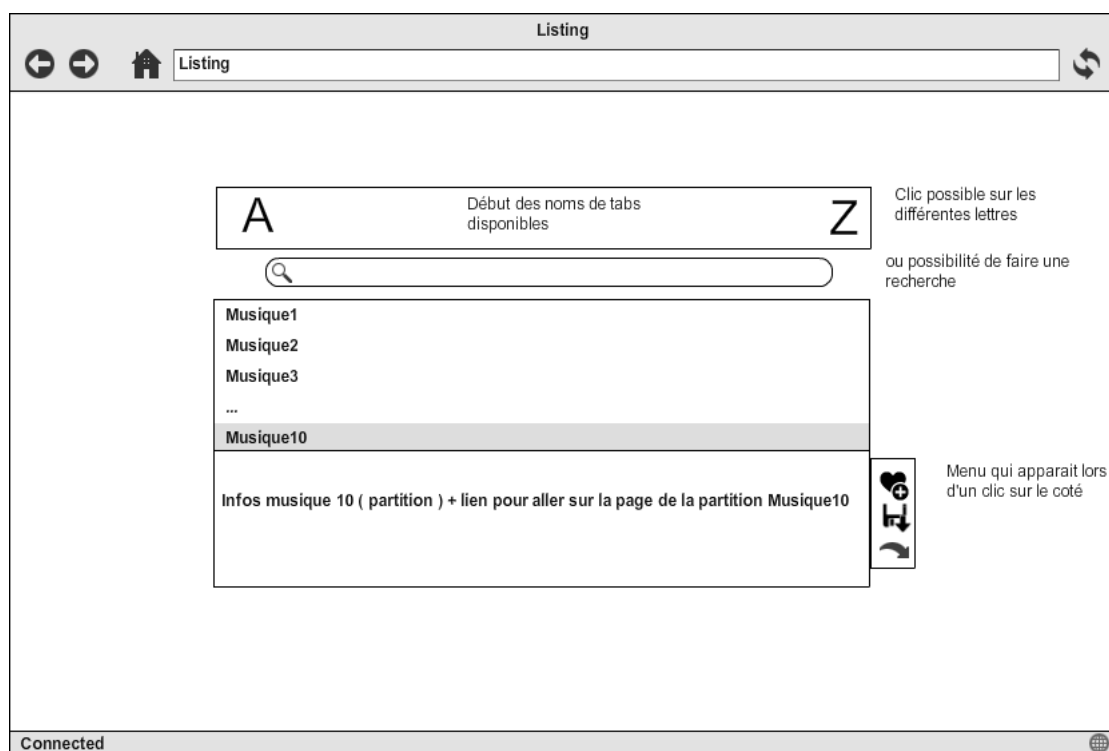 Listing
Listing
A
Début des noms de tabs
disponibles
Z
Clic possible sur les
différentes lettres
ou possibilité de faire une
recherche
Musique1
Musique2
Musique3
...
Musique10
Infos musique 10 ( partition ) + lien pour aller sur la page de la partition Musique10
Menu qui apparait lors
d'un clic sur le coté
Connected